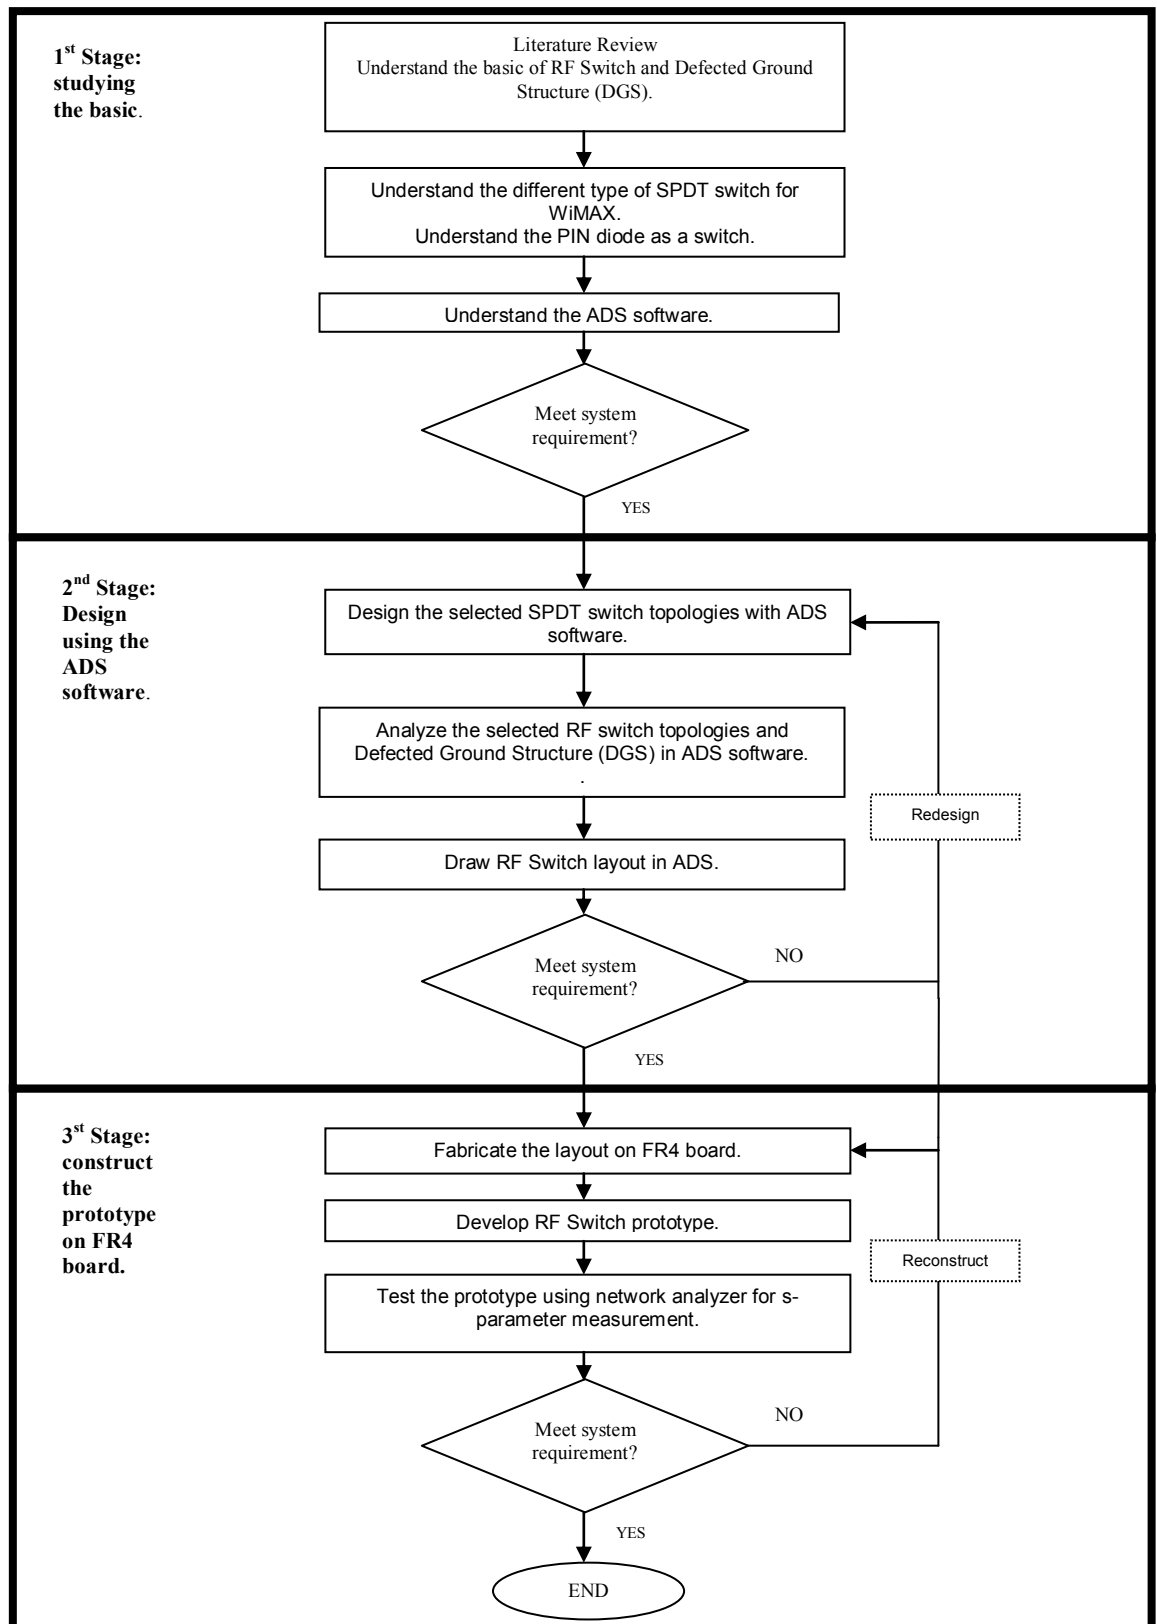 1st Stage:
studying
the basic.
Literature Review
Understand the basic of RF Switch and Defected Ground
Structure (DGS).
Understand the different type of SPDT switch for
WiMAX.
Understand the PIN diode as a switch.
Understand the ADS software.
Meet system
requirement?
YES
2nd Stage:
Design
using the
ADS
software.
Design the selected SPDT switch topologies with ADS
software.
Analyze the selected RF switch topologies and
Defected Ground Structure (DGS) in ADS software.
.
Redesign
Draw RF Switch layout in ADS.
Meet system
requirement?
NO
YES
3st Stage:
construct
the
prototype
on FR4
board.
Fabricate the layout on FR4 board.
Develop RF Switch prototype.
Reconstruct
Test the prototype using network analyzer for s-
parameter measurement.
Meet system
requirement?
NO
YES
END